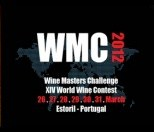 WMC 2012
Wine Masters Challenge
XIV World Wine Contest
26, 27, 28, 29, 30, 31, March
Estoril - Portugal